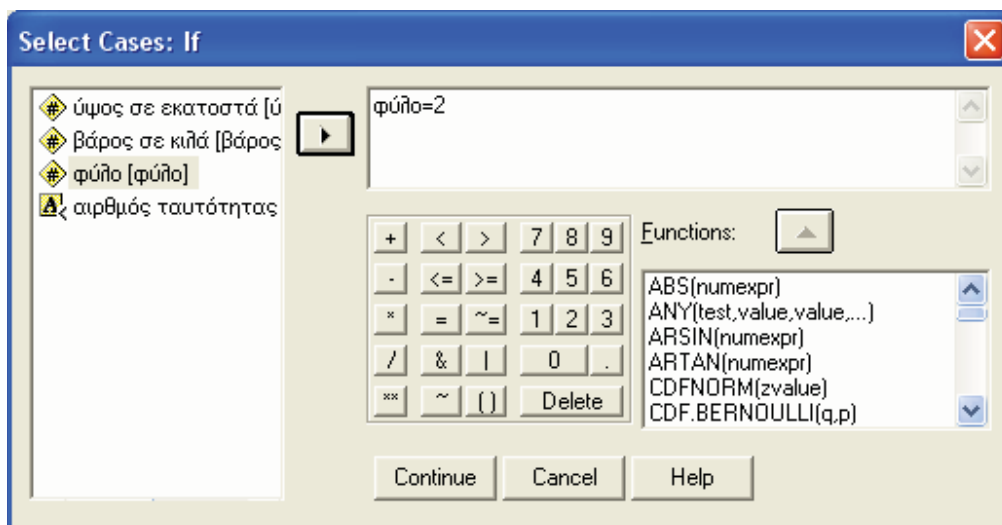 Select Cases: If
ύψος σε εκατοστά [ύ
βάρος σε κιλά [βάρος
φύλο [φύλο]
αιρθμός ταυτότητας
φύλο=2
+ < > 7 8 9
- <= >= 4 5 6
* = ~= 1 2 3
/ & | 0 .
** ~ () Delete
Functions:
ABS(numexpr)
ANY(test,value,value,...)
ARSIN(numexpr)
ARTAN(numexpr)
CDFNORM(zvalue)
CDF.BERNOULLI(q,p)
Continue Cancel Help